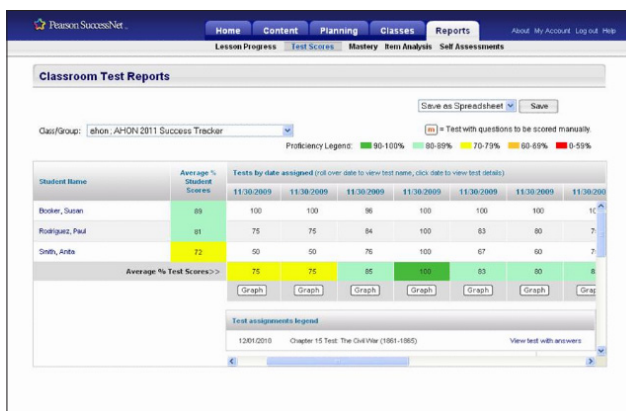 Pearson SuccessNet
Home Content Planning Classes Reports About My Account Log out Help
Lesson Progress Test Scores Mastery Item Analysis Self Assessments
Classroom Test Reports
Save as Spreadsheet Save
Class/Group: ehon ; AHON 2011 Success Tracker
m = Test with questions to be scored manually.
Proficiency Legend: 90-100% 80-89% 70-79% 60-69% 0-59%
Student Name Average % Student Scores Tests by date assigned (roll over date to view test name, click date to view test details)
11/30/2009 11/30/2009 11/30/2009 11/30/2009 11/30/2009 11/30/2009 11/30/200
Booker, Susan 89 100 100 96 100 100 100 10
Rodriguez, Paul 81 75 75 84 100 83 80
Smith, Anita 72 50 50 76 100 67 60
Average % Test Scores>> 75 75 85 100 83 80 8
Graph Graph Graph Graph Graph Graph Grap
Test assignments legend
12/01/2010 Chapter 15 Test: The Civil War (1861-1865) View test with answers